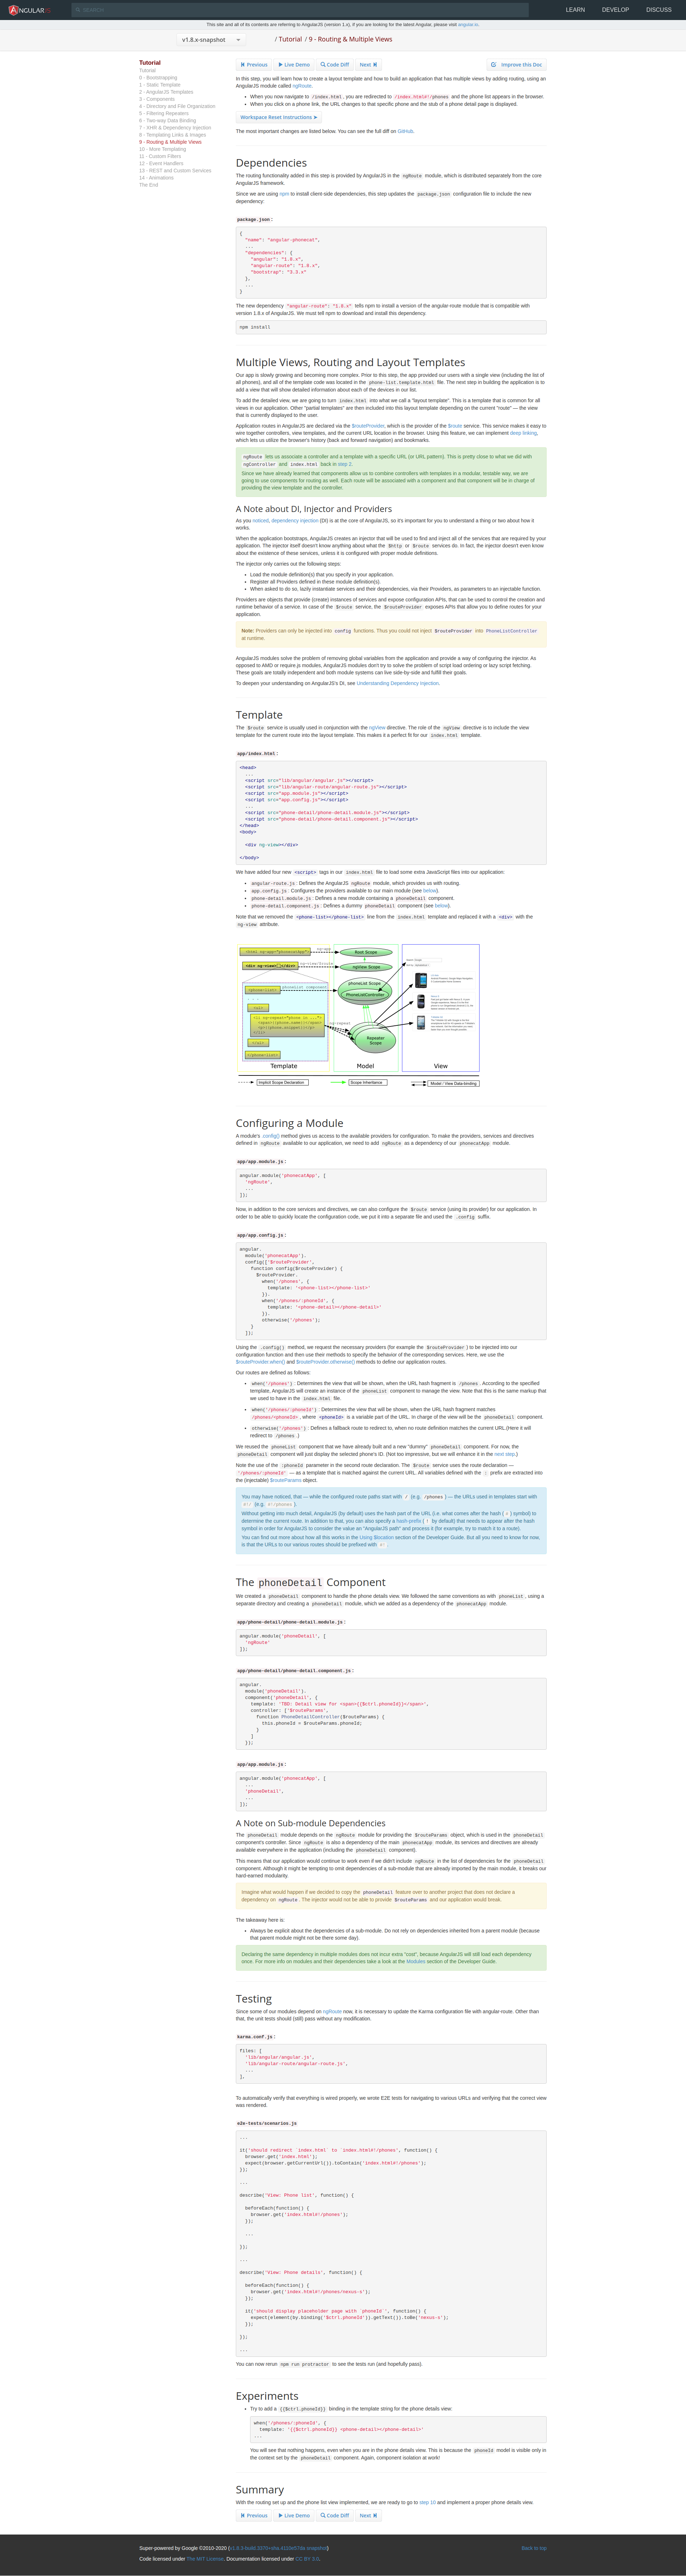 ANGULARJS
SEARCH
LEARN
DEVELOP
DISCUSS
This site and all of its contents are referring to AngularJS (version 1.x), if you are looking for the latest Angular, please visit angular.io.
v1.8.x-snapshot
/ Tutorial / 9 - Routing & Multiple Views
Tutorial
Tutorial
0 - Bootstrapping
1 - Static Template
2 - AngularJS Templates
3 - Components
4 - Directory and File Organization
5 - Filtering Repeaters
6 - Two-way Data Binding
7 - XHR & Dependency Injection
8 - Templating Links & Images
9 - Routing & Multiple Views
10 - More Templating
11 - Custom Filters
12 - Event Handlers
13 - REST and Custom Services
14 - Animations
The End
Previous
Live Demo
Code Diff
Next
Improve this Doc
In this step, you will learn how to create a layout template and how to build an application that has multiple views by adding routing, using an
AngularJS module called ngRoute.
When you now navigate to /index.html, you are redirected to /index.html#!/phones and the phone list appears in the browser.
When you click on a phone link, the URL changes to that specific phone and the stub of a phone detail page is displayed.
Workspace Reset Instructions ➤
The most important changes are listed below. You can see the full diff on GitHub.
Dependencies
The routing functionality added in this step is provided by AngularJS in the ngRoute module, which is distributed separately from the core
AngularJS framework.
Since we are using npm to install client-side dependencies, this step updates the package.json configuration file to include the new
dependency:
package.json:
{
"name": "angular-phonecat",
...
"dependencies": {
"angular": "1.8.x",
"angular-route": "1.8.x",
"bootstrap": "3.3.x"
},
...
}
The new dependency "angular-route": "1.8.x" tells npm to install a version of the angular-route module that is compatible with
version 1.8.x of AngularJS. We must tell npm to download and install this dependency.
npm install
Multiple Views, Routing and Layout Templates
Our app is slowly growing and becoming more complex. Prior to this step, the app provided our users with a single view (including the list of
all phones), and all of the template code was located in the phone-list.template.html file. The next step in building the application is to
add a view that will show detailed information about each of the devices in our list.
To add the detailed view, we are going to turn index.html into what we call a "layout template". This is a template that is common for all
views in our application. Other "partial templates" are then included into this layout template depending on the current "route" — the view
that is currently displayed to the user.
Application routes in AngularJS are declared via the $routeProvider, which is the provider of the $route service. This service makes it easy to
wire together controllers, view templates, and the current URL location in the browser. Using this feature, we can implement deep linking,
which lets us utilize the browser's history (back and forward navigation) and bookmarks.
ngRoute lets us associate a controller and a template with a specific URL (or URL pattern). This is pretty close to what we did with
ngController and index.html back in step 2.
Since we have already learned that components allow us to combine controllers with templates in a modular, testable way, we are
going to use components for routing as well. Each route will be associated with a component and that component will be in charge of
providing the view template and the controller.
A Note about DI, Injector and Providers
As you noticed, dependency injection (DI) is at the core of AngularJS, so it's important for you to understand a thing or two about how it
works.
When the application bootstraps, AngularJS creates an injector that will be used to find and inject all of the services that are required by your
application. The injector itself doesn't know anything about what the $http or $route services do. In fact, the injector doesn't even know
about the existence of these services, unless it is configured with proper module definitions.
The injector only carries out the following steps:
Load the module definition(s) that you specify in your application.
Register all Providers defined in these module definition(s).
When asked to do so, lazily instantiate services and their dependencies, via their Providers, as parameters to an injectable function.
Providers are objects that provide (create) instances of services and expose configuration APIs, that can be used to control the creation and
runtime behavior of a service. In case of the $route service, the $routeProvider exposes APIs that allow you to define routes for your
application.
Note: Providers can only be injected into config functions. Thus you could not inject $routeProvider into PhoneListController
at runtime.
AngularJS modules solve the problem of removing global variables from the application and provide a way of configuring the injector. As
opposed to AMD or require.js modules, AngularJS modules don't try to solve the problem of script load ordering or lazy script fetching.
These goals are totally independent and both module systems can live side-by-side and fulfill their goals.
To deepen your understanding on AngularJS's DI, see Understanding Dependency Injection.
Template
The $route service is usually used in conjunction with the ngView directive. The role of the ngView directive is to include the view
template for the current route into the layout template. This makes it a perfect fit for our index.html template.
app/index.html:
<head>
...
<script src="lib/angular/angular.js"></script>
<script src="lib/angular-route/angular-route.js"></script>
<script src="app.module.js"></script>
<script src="app.config.js"></script>
...
<script src="phone-detail/phone-detail.module.js"></script>
<script src="phone-detail/phone-detail.component.js"></script>
</head>
<body>
<div ng-view></div>
</body>
We have added four new <script> tags in our index.html file to load some extra JavaScript files into our application:
angular-route.js: Defines the AngularJS ngRoute module, which provides us with routing.
app.config.js: Configures the providers available to our main module (see below).
phone-detail.module.js: Defines a new module containing a phoneDetail component.
phone-detail.component.js: Defines a dummy phoneDetail component (see below).
Note that we removed the <phone-list></phone-list> line from the index.html template and replaced it with a <div> with the
ng-view attribute.
<html ng-app="phonecatApp">
ng-app
Root Scope
<div ng-view></div>
ngView Scope
<phone-list>
phoneList component
phoneList Scope
PhoneListController
<ul>
ng-repeat
</ul>
Repeater
Scope
</phone-list>
Template
Model
View
Implicit Scope Declaration
Scope Inheritance
Model / View Data-binding
Configuring a Module
A module's .config() method gives us access to the available providers for configuration. To make the providers, services and directives
defined in ngRoute available to our application, we need to add ngRoute as a dependency of our phonecatApp module.
app/app.module.js:
angular.module('phonecatApp', [
'ngRoute',
...
]);
Now, in addition to the core services and directives, we can also configure the $route service (using its provider) for our application. In
order to be able to quickly locate the configuration code, we put it into a separate file and used the .config suffix.
app/app.config.js:
angular.
module('phonecatApp').
config(['$routeProvider',
function config($routeProvider) {
$routeProvider.
when('/phones', {
template: '<phone-list></phone-list>'
}).
when('/phones/:phoneId', {
template: '<phone-detail></phone-detail>'
}).
otherwise('/phones');
}
]);
Using the .config() method, we request the necessary providers (for example the $routeProvider) to be injected into our
configuration function and then use their methods to specify the behavior of the corresponding services. Here, we use the
$routeProvider.when() and $routeProvider.otherwise() methods to define our application routes.
Our routes are defined as follows:
when('/phones'): Determines the view that will be shown, when the URL hash fragment is /phones. According to the specified
template, AngularJS will create an instance of the phoneList component to manage the view. Note that this is the same markup that
we used to have in the index.html file.
when('/phones/:phoneId'): Determines the view that will be shown, when the URL hash fragment matches
/phones/<phoneId>, where <phoneId> is a variable part of the URL. In charge of the view will be the phoneDetail component.
otherwise('/phones'): Defines a fallback route to redirect to, when no route definition matches the current URL.(Here it will
redirect to /phones.)
We reused the phoneList component that we have already built and a new "dummy" phoneDetail component. For now, the
phoneDetail component will just display the selected phone's ID. (Not too impressive, but we will enhance it in the next step.)
Note the use of the :phoneId parameter in the second route declaration. The $route service uses the route declaration —
'/phones/:phoneId' — as a template that is matched against the current URL. All variables defined with the : prefix are extracted into
the (injectable) $routeParams object.
You may have noticed, that — while the configured route paths start with / (e.g. /phones) — the URLs used in templates start with
#!/ (e.g. #!/phones).
Without getting into much detail, AngularJS (by default) uses the hash part of the URL (i.e. what comes after the hash (#) symbol) to
determine the current route. In addition to that, you can also specify a hash-prefix (! by default) that needs to appear after the hash
symbol in order for AngularJS to consider the value an "AngularJS path" and process it (for example, try to match it to a route).
You can find out more about how all this works in the Using $location section of the Developer Guide. But all you need to know for now,
is that the URLs to our various routes should be prefixed with #!.
The phoneDetail Component
We created a phoneDetail component to handle the phone details view. We followed the same conventions as with phoneList, using a
separate directory and creating a phoneDetail module, which we added as a dependency of the phonecatApp module.
app/phone-detail/phone-detail.module.js:
angular.module('phoneDetail', [
'ngRoute'
]);
app/phone-detail/phone-detail.component.js:
angular.
module('phoneDetail').
component('phoneDetail', {
template: 'TBD: Detail view for <span>{{$ctrl.phoneId}}</span>',
controller: ['$routeParams',
function PhoneDetailController($routeParams) {
this.phoneId = $routeParams.phoneId;
}
]
});
app/app.module.js:
angular.module('phonecatApp', [
...
'phoneDetail',
...
]);
A Note on Sub-module Dependencies
The phoneDetail module depends on the ngRoute module for providing the $routeParams object, which is used in the phoneDetail
component's controller. Since ngRoute is also a dependency of the main phonecatApp module, its services and directives are already
available everywhere in the application (including the phoneDetail component).
This means that our application would continue to work even if we didn't include ngRoute in the list of dependencies for the phoneDetail
component. Although it might be tempting to omit dependencies of a sub-module that are already imported by the main module, it breaks our
hard-earned modularity.
Imagine what would happen if we decided to copy the phoneDetail feature over to another project that does not declare a
dependency on ngRoute. The injector would not be able to provide $routeParams and our application would break.
The takeaway here is:
Always be explicit about the dependencies of a sub-module. Do not rely on dependencies inherited from a parent module (because
that parent module might not be there some day).
Declaring the same dependency in multiple modules does not incur extra "cost", because AngularJS will still load each dependency
once. For more info on modules and their dependencies take a look at the Modules section of the Developer Guide.
Testing
Since some of our modules depend on ngRoute now, it is necessary to update the Karma configuration file with angular-route. Other than
that, the unit tests should (still) pass without any modification.
karma.conf.js:
files: [
'lib/angular/angular.js',
'lib/angular-route/angular-route.js',
...
],
To automatically verify that everything is wired properly, we wrote E2E tests for navigating to various URLs and verifying that the correct view
was rendered.
e2e-tests/scenarios.js
...
it('should redirect `index.html` to `index.html#!/phones', function() {
browser.get('index.html');
expect(browser.getCurrentUrl()).toContain('index.html#!/phones');
});
...
describe('View: Phone list', function() {
beforeEach(function() {
browser.get('index.html#!/phones');
});
...
});
...
describe('View: Phone details', function() {
beforeEach(function() {
browser.get('index.html#!/phones/nexus-s');
});
it('should display placeholder page with `phoneId`', function() {
expect(element(by.binding('$ctrl.phoneId')).getText()).toBe('nexus-s');
});
});
...
You can now rerun npm run protractor to see the tests run (and hopefully pass).
Experiments
Try to add a {{$ctrl.phoneId}} binding in the template string for the phone details view:
when('/phones/:phoneId', {
template: '{{$ctrl.phoneId}} <phone-detail></phone-detail>'
...
You will see that nothing happens, even when you are in the phone details view. This is because the phoneId model is visible only in
the context set by the phoneDetail component. Again, component isolation at work!
Summary
With the routing set up and the phone list view implemented, we are ready to go to step 10 and implement a proper phone details view.
Previous
Live Demo
Code Diff
Next
Back to top
Code licensed under The MIT License. Documentation licensed under CC BY 3.0.